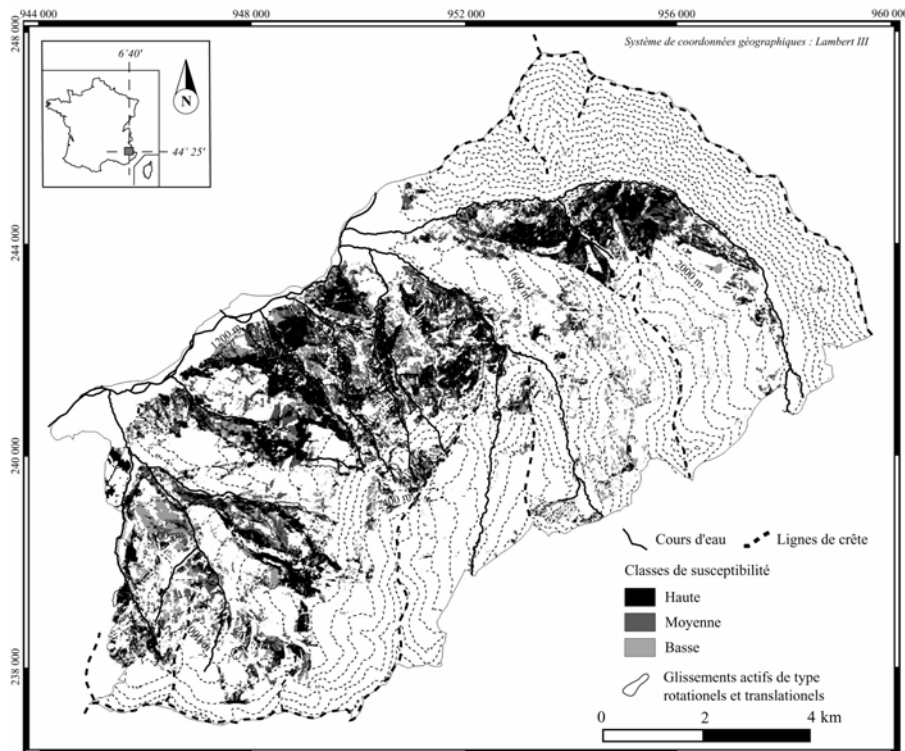 944 000 948 000 952 000 956 000 960 000
248 000
244 000
240 000
238 000
Système de coordonnées géographiques : Lambert III
6°40'
N
44° 25'
1200 m
1600 m
2000 m
2400 m
Cours d'eau
Lignes de crête
Classes de susceptibilité
Haute
Moyenne
Basse
Glissements actifs de type
rotationels et translationels
0 2 4 km